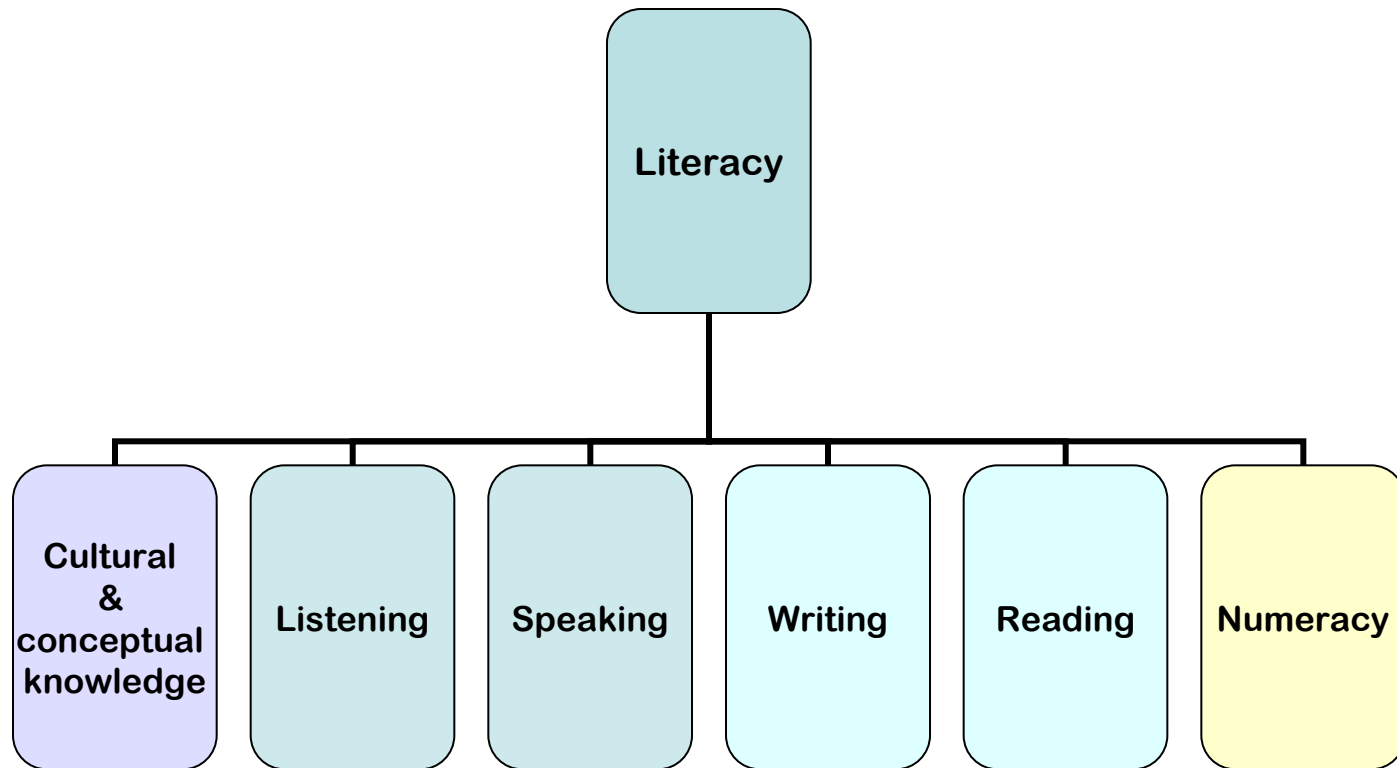 Literacy
Cultural
&
conceptual
knowledge
Listening
Speaking
Writing
Reading
Numeracy